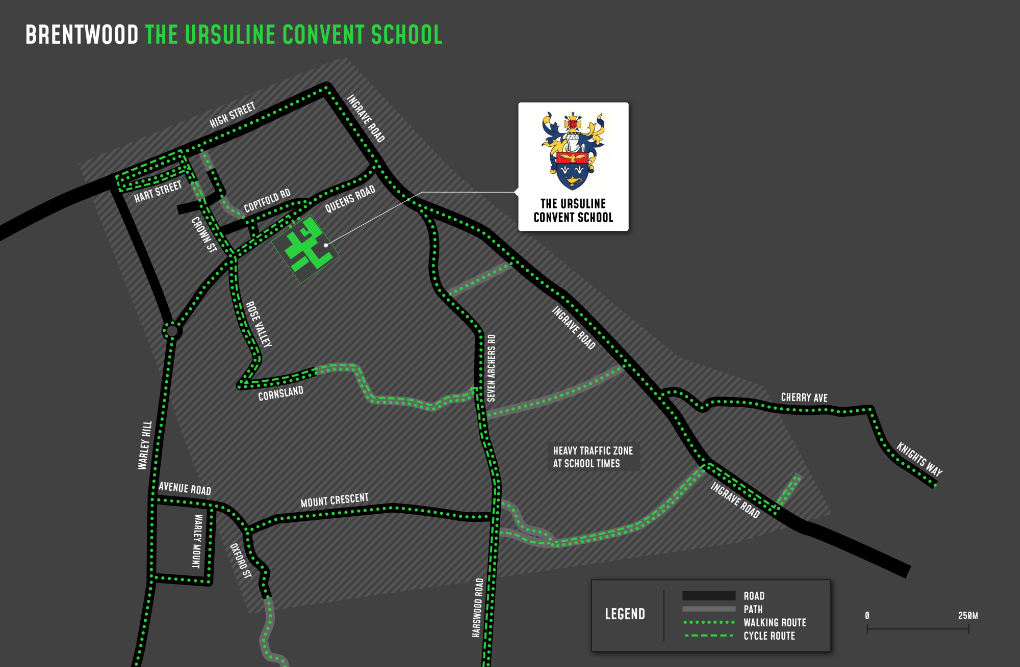 BRENTWOOD THE URSULINE CONVENT SCHOOL
HIGH STREET
INGRAVE ROAD
HART STREET
COPTFOLD RD
QUEENS ROAD
CROWN ST
THE URSULINE
CONVENT SCHOOL
ROSE VALLEY
INGRAVE ROAD
SEVEN ARCHERS RD
CORNSLAND
CHERRY AVE
KNIGHTS WAY
WARLEY HILL
HEAVY TRAFFIC ZONE
AT SCHOOL TIMES
AVENUE ROAD
MOUNT CRESCENT
INGRAVE ROAD
WARLEY MOUNT
OXFORD ST
HARSWOOD ROAD
LEGEND
ROAD
PATH
WALKING ROUTE
CYCLE ROUTE
0 250M